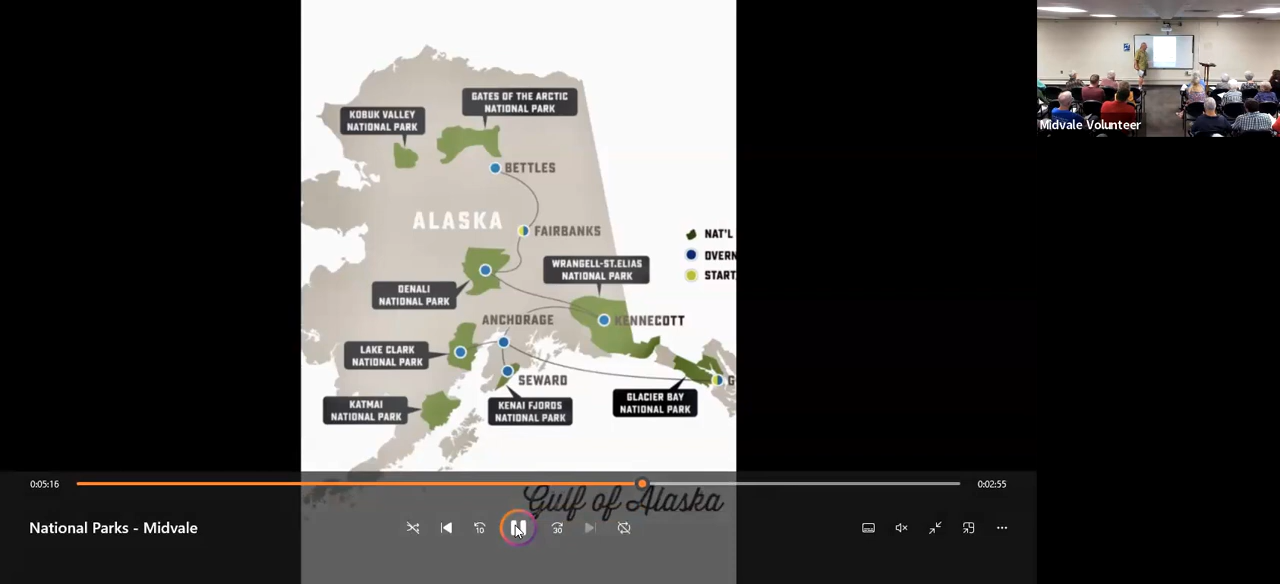 GATES OF THE ARCTIC
NATIONAL PARK
KOBUK VALLEY
NATIONAL PARK
BETTLES
ALASKA
FAIRBANKS
NAT'L
OVERN
START
WRANGELL-ST.ELIAS
NATIONAL PARK
DENALI
NATIONAL PARK
ANCHORAGE
KENNECOTT
LAKE CLARK
NATIONAL PARK
SEWARD
G
GLACIER BAY
NATIONAL PARK
KATMAI
NATIONAL PARK
KENAI FJORDS
NATIONAL PARK
Gulf of Alaska
Midvale Volunteer
0:05:16
0:02:55
National Parks - Midvale
10
30